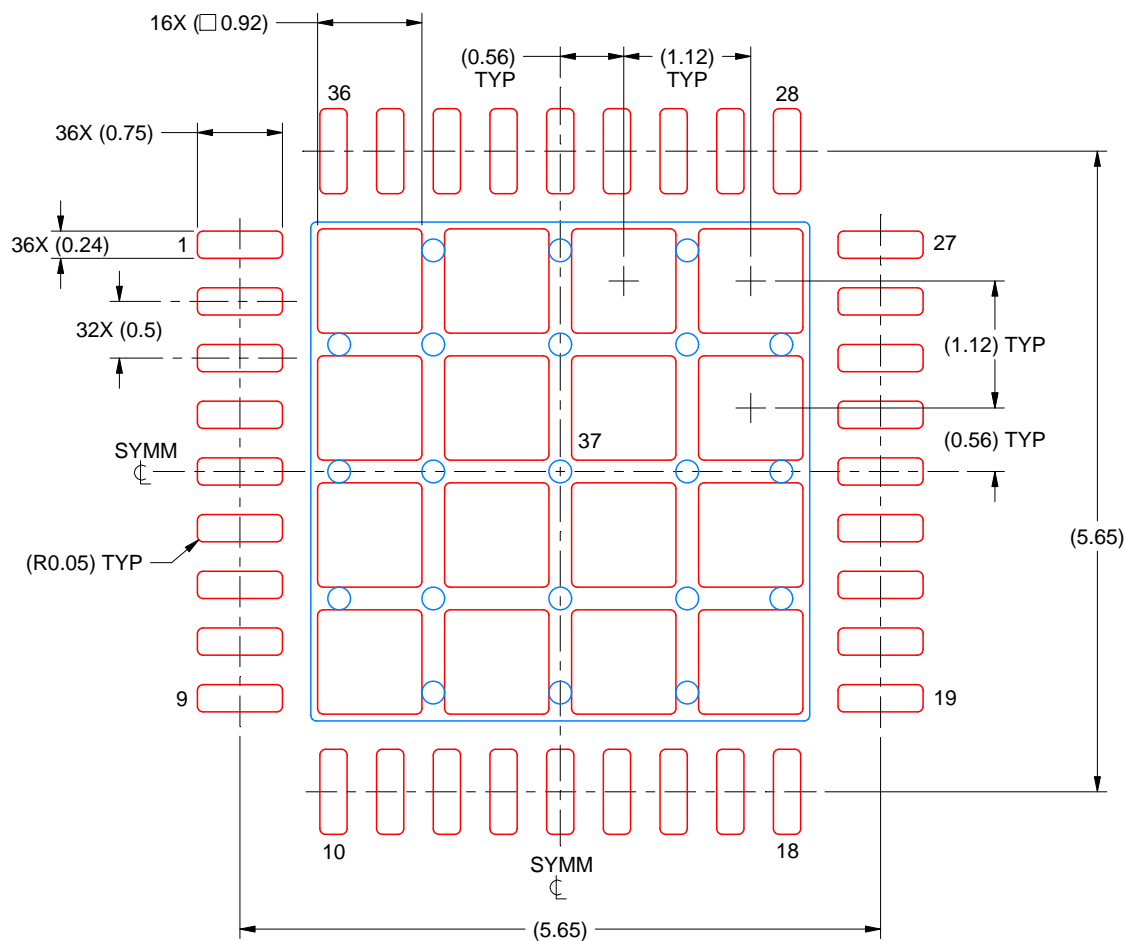 16X (□ 0.92)
(0.56)
TYP
(1.12)
TYP
36
28
36X (0.75)
1
27
36X (0.24)
32X (0.5)
(1.12) TYP
37
SYMM
℄
(0.56) TYP
(5.65)
(R0.05) TYP
9
19
10
18
SYMM
℄
(5.65)